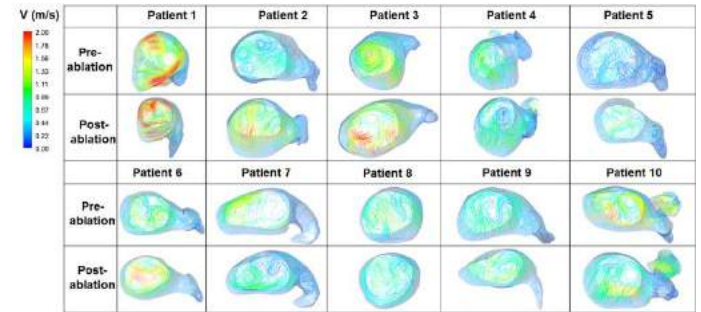 V (m/s)
2.00
1.78
1.56
1.33
1.11
0.89
0.67
0.44
0.22
0.00
Patient 1 Patient 2 Patient 3 Patient 4 Patient 5
Pre-
ablation
Post-
ablation
Patient 6 Patient 7 Patient 8 Patient 9 Patient 10
Pre-
ablation
Post-
ablation